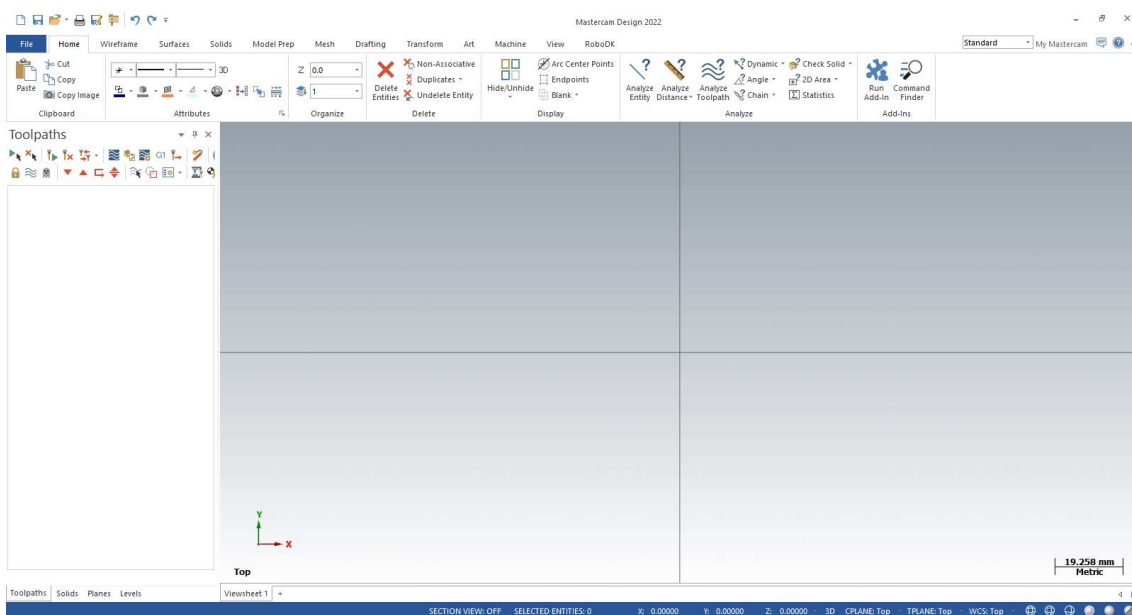 Mastercam Design 2022
File Home Wireframe Surfaces Solids Model Prep Mesh Drafting Transform Art Machine View RoboDK Standard My Mastercam
Paste
Cut
Copy
Copy Image
Clipboard
3D
Attributes
Z 0.0
1
Organize
Delete Entities
Non-Associative
Duplicates
Undelete Entity
Delete
Hide/Unhide
Arc Center Points
Endpoints
Blank
Display
Analyze Entity
Analyze Distance
Analyze Toolpath
Dynamic
Angle
Chain
Check Solid
2D Area
Statistics
Analyze
Run Add-In
Command Finder
Add-Ins
Toolpaths
G1
Y
X
Top
19.258 mm
Metric
Toolpaths Solids Planes Levels
Viewsheet 1 +
SECTION VIEW: OFF SELECTED ENTITIES: 0 X: 0.00000 Y: 0.00000 Z: 0.00000 3D CPLANE: Top TPLANE: Top WCS: Top